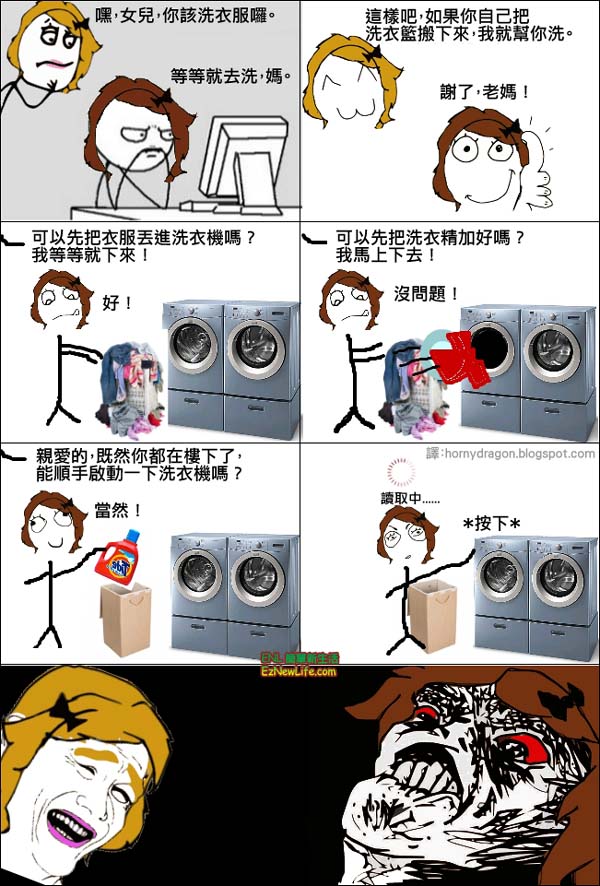 嘿,女兒,你該洗衣服囉。
等等就去洗,媽。
這樣吧,如果你自己把
洗衣籃搬下來,我就幫你洗。
謝了,老媽！
可以先把衣服丟進洗衣機嗎？
我等等就下來！
好！
可以先把洗衣精加好嗎？
我馬上下去！
沒問題！
親愛的,既然你都在樓下了,
能順手啟動一下洗衣機嗎？
當然！
Tide
譯:hornydragon.blogspot.com
讀取中......
*按下*
EzNewLife.com